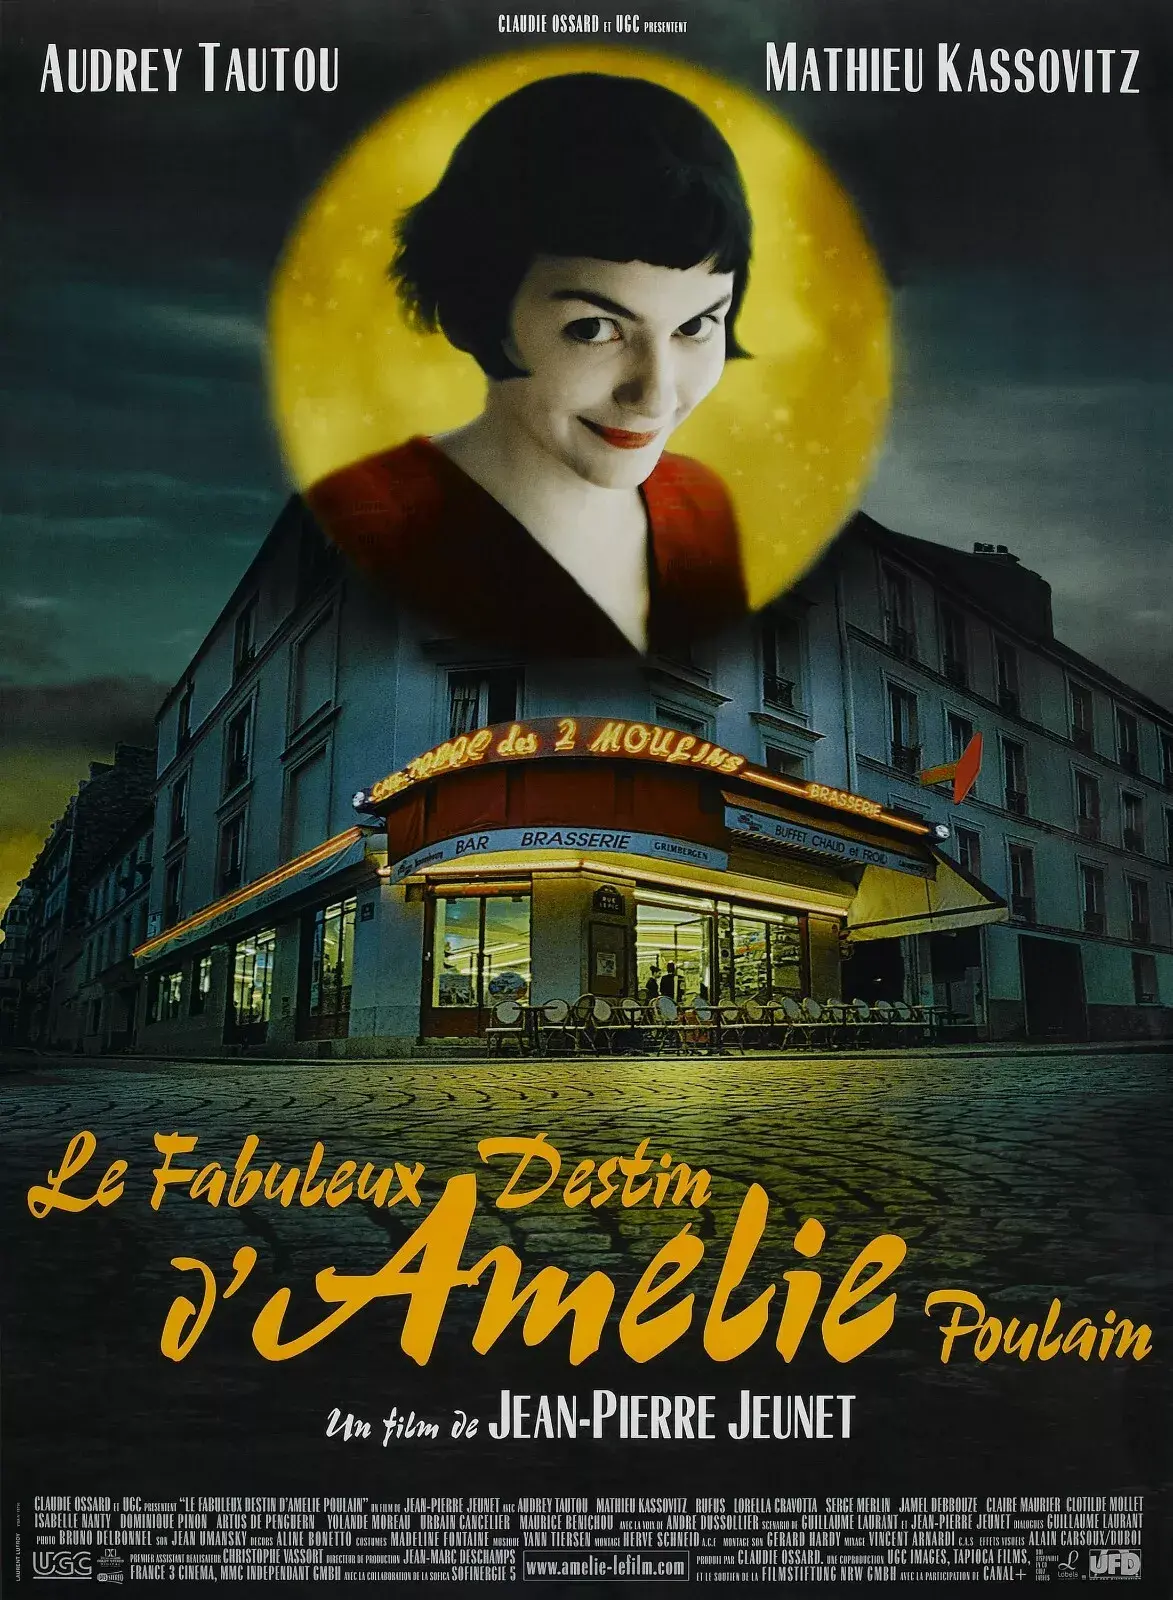 CLAUDIE OSSARD ET UGC PRESENTENT
AUDREY TAUTOU
MATHIEU KASSOVITZ
des 2 MOULINS
BRASSERIE
BAR BRASSERIE GRIMBERGEN
BUFFET CHAUD et FROID
RUE LEPIC
Le Fabuleux Destin
d'Amélie Poulain
Un film de JEAN-PIERRE JEUNET
CLAUDIE OSSARD ET UGC PRESENTENT "LE FABULEUX DESTIN D'AMELIE POULAIN" UN FILM DE JEAN-PIERRE JEUNET AVEC AUDREY TAUTOU MATHIEU KASSOVITZ RUFUS LORELLA CRAVOTTA SERGE MERLIN JAMEL DEBBOUZE CLAIRE MAURIER CLOTILDE MOLLET
ISABELLE NANTY DOMINIQUE PINON ARTUS DE PENGUERN YOLANDE MOREAU URBAIN CANCELIER MAURICE BENICHOU AVEC LA VOIX DE ANDRE DUSSOLLIER SCENARIO DE GUILLAUME LAURANT ET JEAN-PIERRE JEUNET DIALOGUES GUILLAUME LAURANT
PHOTO BRUNO DELBONNEL SON JEAN UMANSKY DECORS ALINE BONETTO COSTUMES MADELINE FONTAINE MUSIQUE YANN TIERSEN MONTAGE HERVE SCHNEID A.C.E MONTAGE SON GERARD HARDY MIXAGE VINCENT ARNARDI C.A.S EFFETS VISUELS ALAIN CARSOUX/DUBOI
UGC PREMIER ASSISTANT REALISATEUR CHRISTOPHE VASSORT DIRECTEUR DE PRODUCTION JEAN-MARC DESCHAMPS www.amelie-lefilm.com PRODUIT PAR CLAUDIE OSSARD. UNE COPRODUCTION UGC IMAGES, TAPIOCA FILMS, UFD
FRANCE 3 CINEMA, MMC INDEPENDANT GMBH AVEC LA COLLABORATION DE LA SOFICA SOFINERGIE 5 ET LE SOUTIEN DE LA FILMSTIFTUNG NRW GMBH AVEC LA PARTICIPATION DE CANAL+